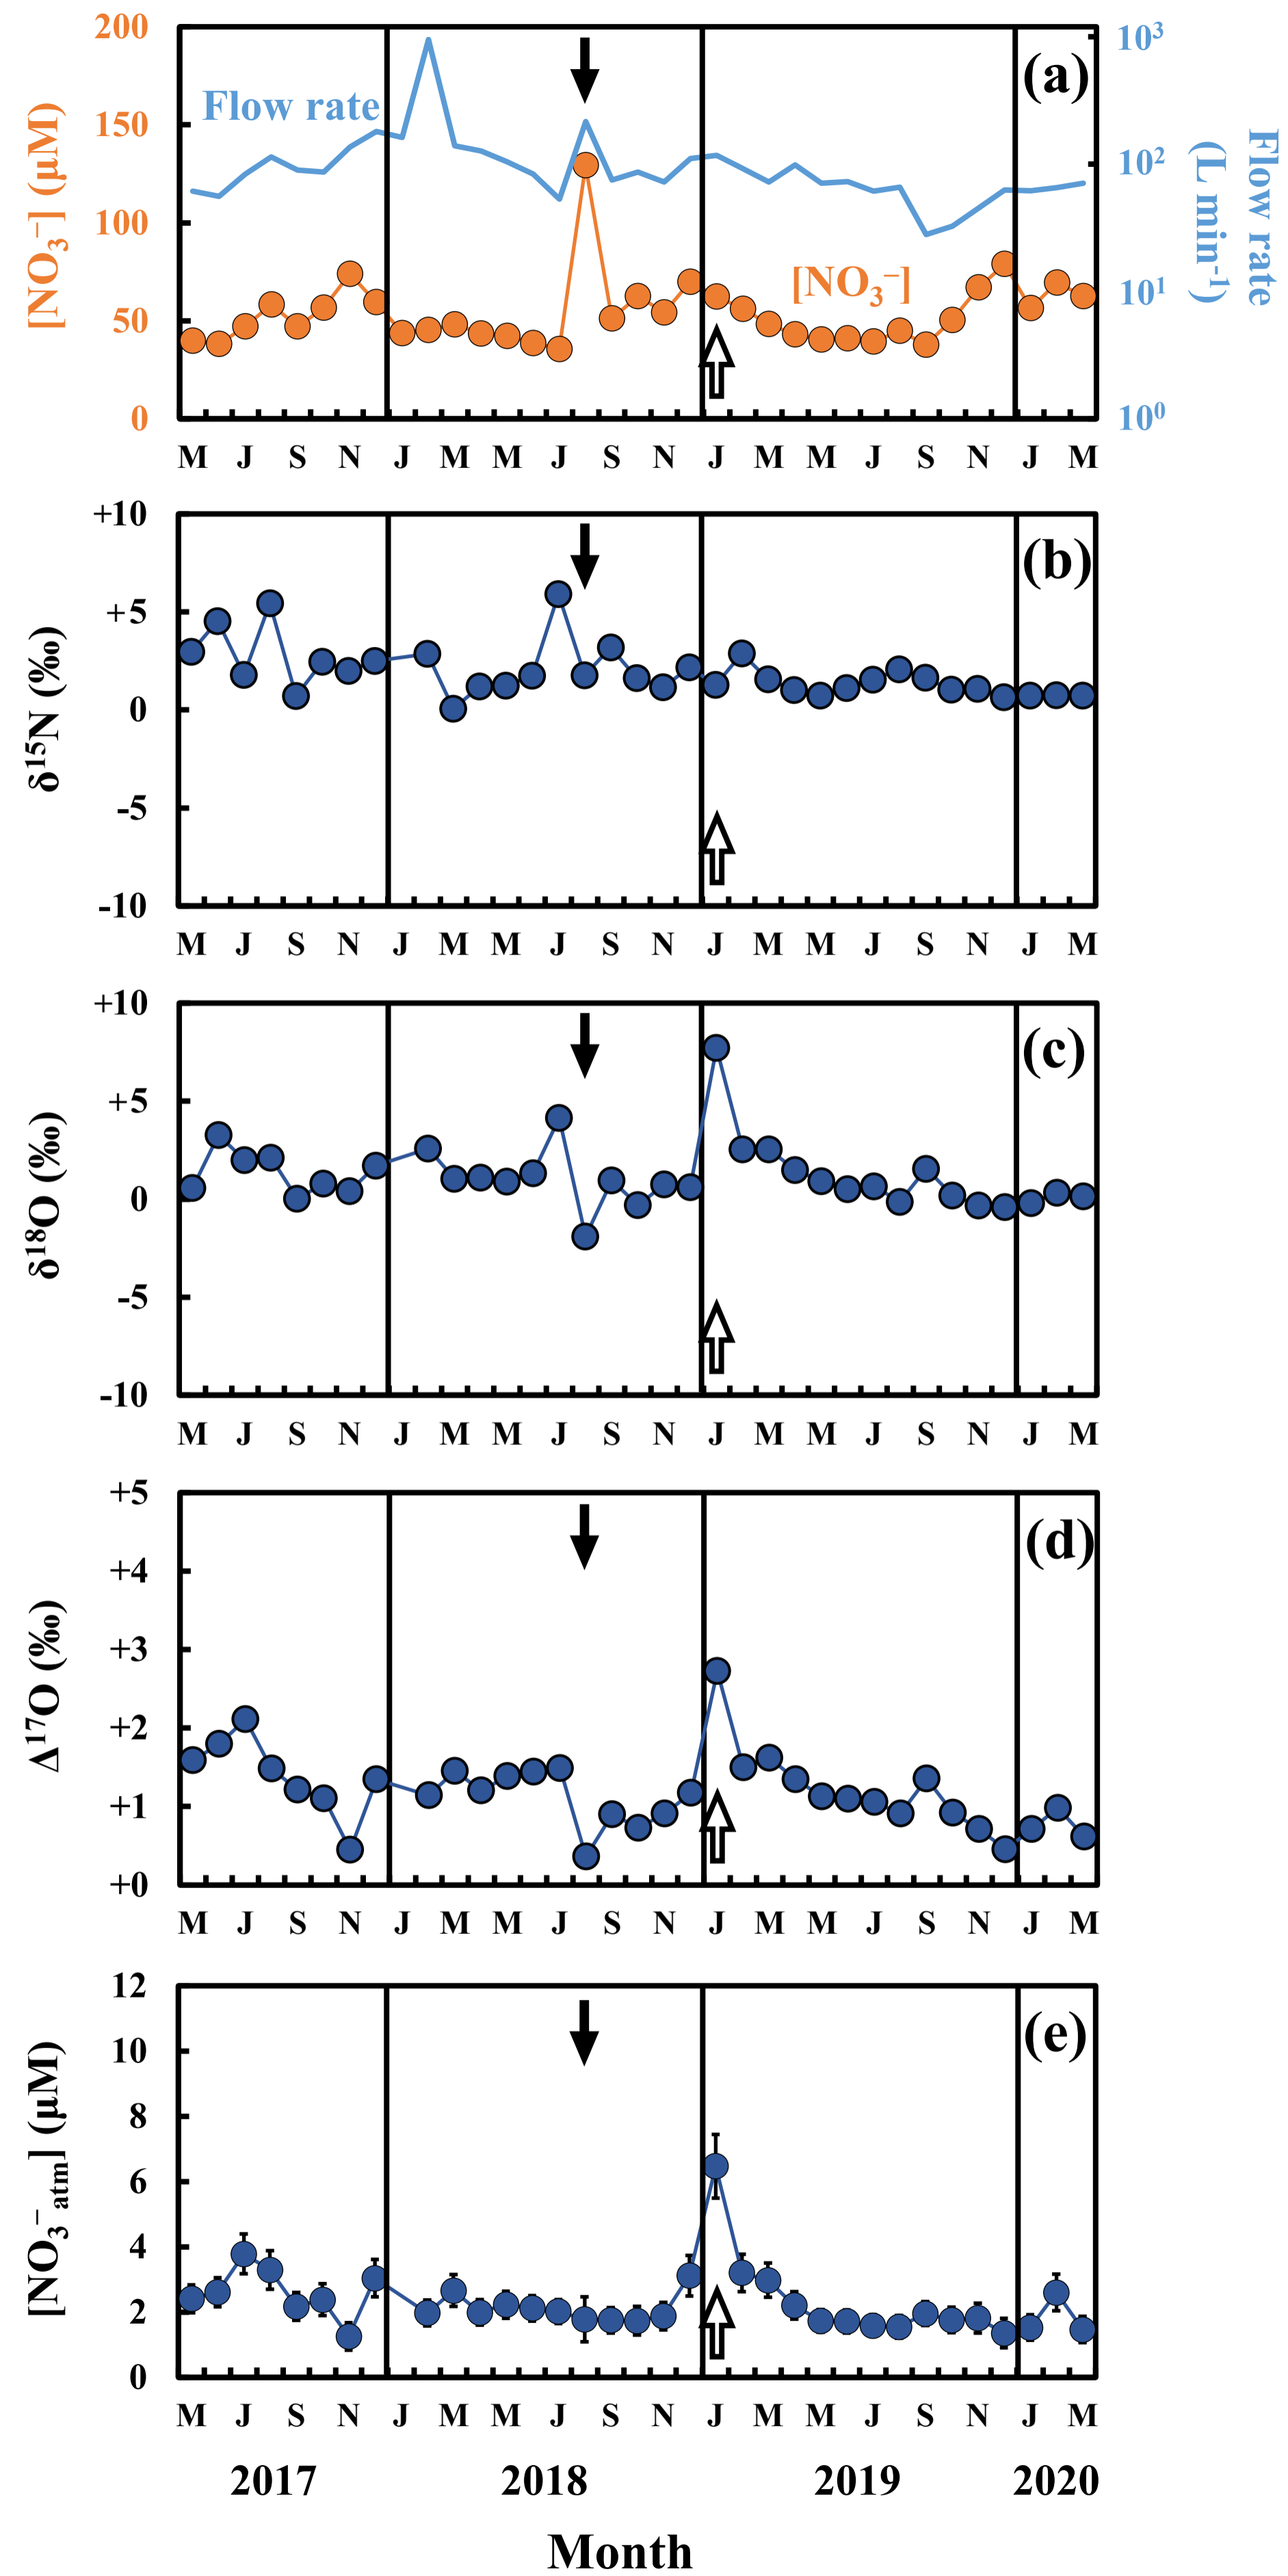 (a)
[NO₃⁻] (μM)
200
150
100
50
0
Flow rate
[NO₃⁻]
10³
10²
10¹
10⁰
Flow rate
(L min⁻¹)
M J S N J M M J S N J M M J S N J M
(b)
δ¹⁵N (‰)
+10
+5
0
-5
-10
M J S N J M M J S N J M M J S N J M
(c)
δ¹⁸O (‰)
+10
+5
0
-5
-10
M J S N J M M J S N J M M J S N J M
(d)
Δ¹⁷O (‰)
+5
+4
+3
+2
+1
+0
M J S N J M M J S N J M M J S N J M
(e)
[NO₃⁻atm] (μM)
12
10
8
6
4
2
0
M J S N J M M J S N J M M J S N J M
2017 2018 2019 2020
Month